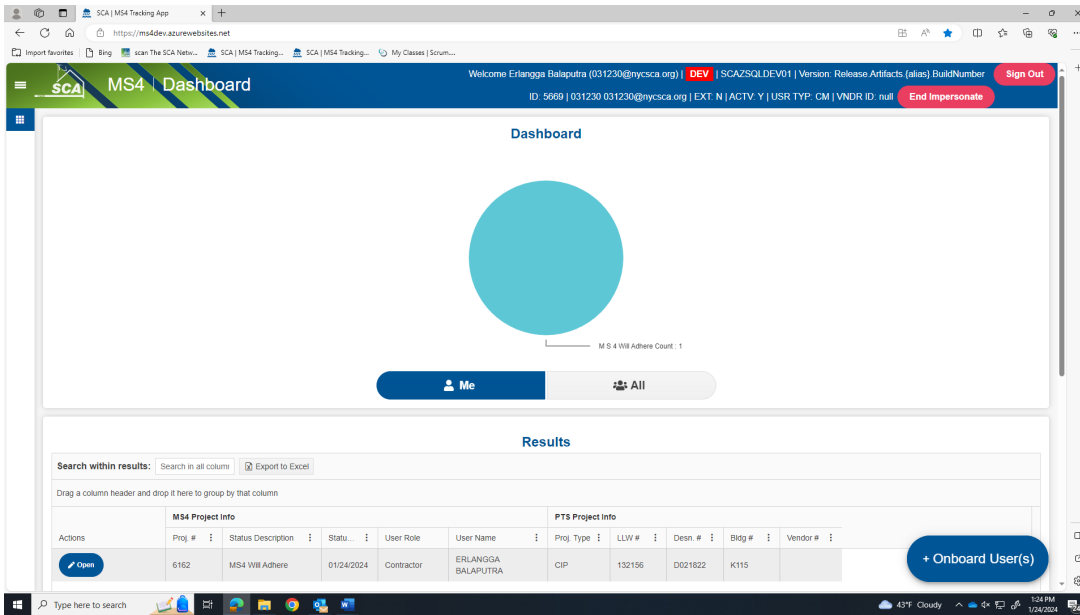 SCA | MS4 Tracking App
https://ms4dev.azurewebsites.net
Import favorites
Bing
scan The SCA Netw...
SCA | MS4 Tracking...
SCA | MS4 Tracking...
My Classes | Scrum...
SCA
MS4 | Dashboard
Welcome Erlangga Balaputra (031230@nycsca.org) | DEV | SCAZSQLDEV01 | Version: Release.Artifacts.{alias}.BuildNumber
Sign Out
ID: 5669 | 031230 031230@nycsca.org | EXT: N | ACTV: Y | USR TYP: CM | VNDR ID: null
End Impersonate
Dashboard
M S 4 Will Adhere Count : 1
Me
All
Results
Search within results:
Search in all column
Export to Excel
Drag a column header and drop it here to group by that column
MS4 Project Info
PTS Project Info
Actions
Proj. #
Status Description
Statu...
User Role
User Name
Proj. Type
LLW #
Desn. #
Bldg #
Vendor #
Open
6162
MS4 Will Adhere
01/24/2024
Contractor
ERLANGGA
BALAPUTRA
CIP
132156
D021822
K115
+ Onboard User(s)
Type here to search
43°F Cloudy
1:24 PM
1/24/2024